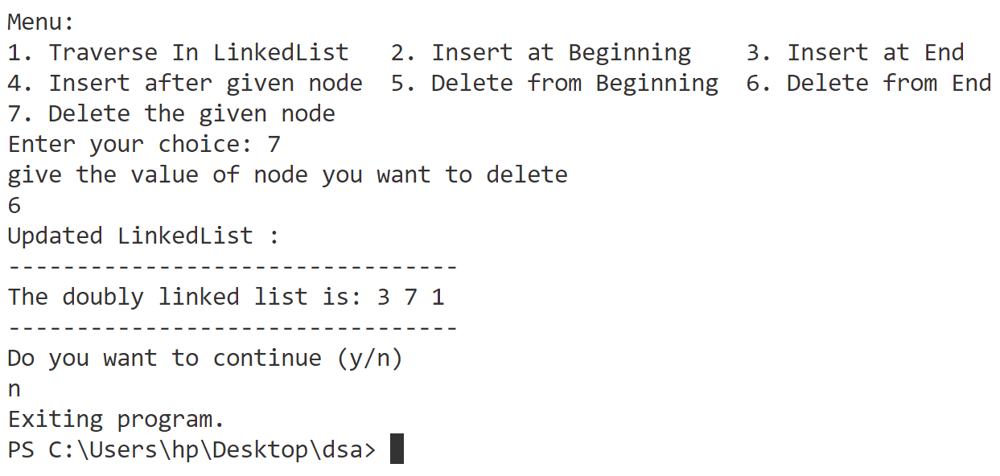 Menu:
1. Traverse In LinkedList   2. Insert at Beginning    3. Insert at End
4. Insert after given node  5. Delete from Beginning  6. Delete from End
7. Delete the given node
Enter your choice: 7
give the value of node you want to delete
6
Updated LinkedList :
---------------------------------
The doubly linked list is: 3 7 1
---------------------------------
Do you want to continue (y/n)
n
Exiting program.
PS C:\Users\hp\Desktop\dsa>